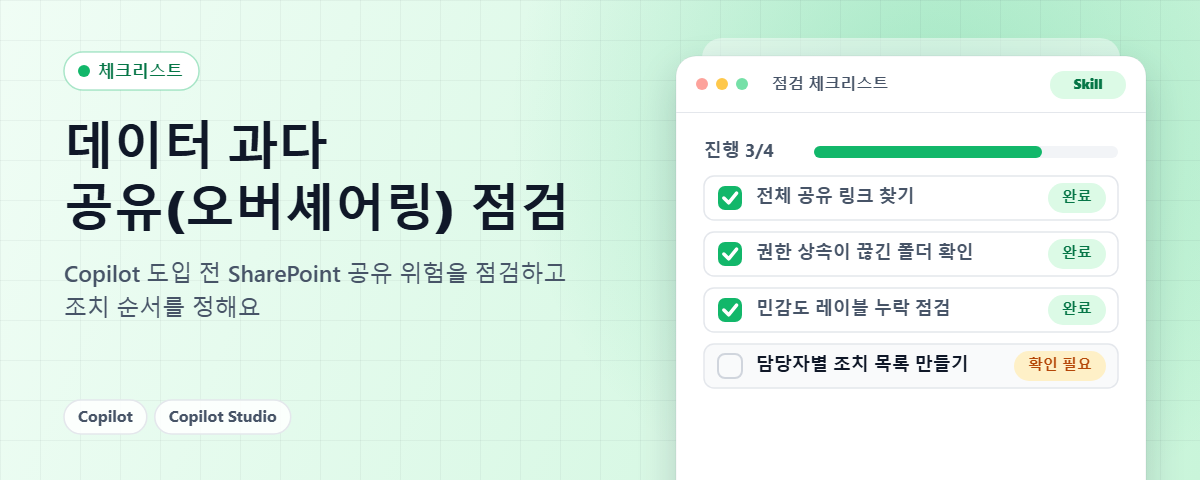 체크리스트
데이터 과다
공유(오버셰어링) 점검
Copilot 도입 전 SharePoint 공유 위험을 점검하고
조치 순서를 정해요
Copilot
Copilot Studio
점검 체크리스트
Skill
진행 3/4
전체 공유 링크 찾기
완료
권한 상속이 끊긴 폴더 확인
완료
민감도 레이블 누락 점검
완료
담당자별 조치 목록 만들기
확인 필요